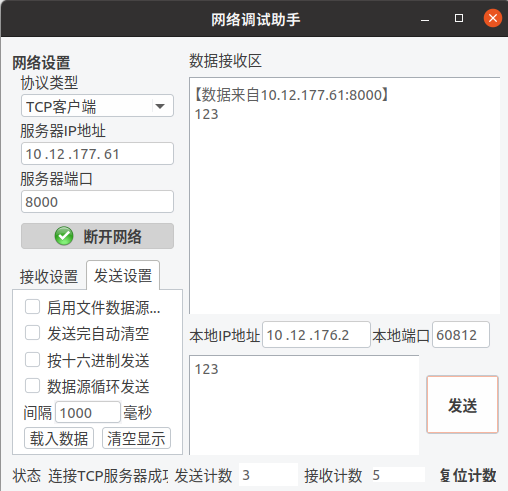 网络调试助手
网络设置
协议类型
TCP客户端
服务器IP地址
10 .12 .177. 61
服务器端口
8000
断开网络
接收设置 发送设置
启用文件数据源...
发送完自动清空
按十六进制发送
数据源循环发送
间隔 1000 毫秒
载入数据 清空显示
数据接收区
【数据来自10.12.177.61:8000】
123
本地IP地址 10 .12 .176.2 本地端口 60812
123
发送
状态 连接TCP服务器成功 发送计数 3 接收计数 5 复位计数